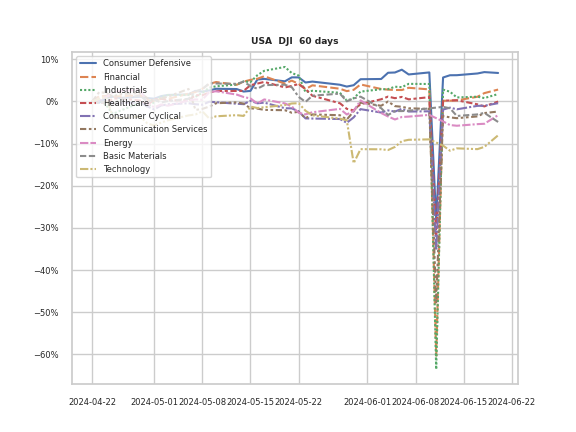 USA  DJI  60 days
10%
0%
−10%
−20%
−30%
−40%
−50%
−60%
Consumer Defensive
Financial
Industrials
Healthcare
Consumer Cyclical
Communication Services
Energy
Basic Materials
Technology
2024-04-22 2024-05-01 2024-05-08 2024-05-15 2024-05-22 2024-06-01 2024-06-08 2024-06-15 2024-06-22